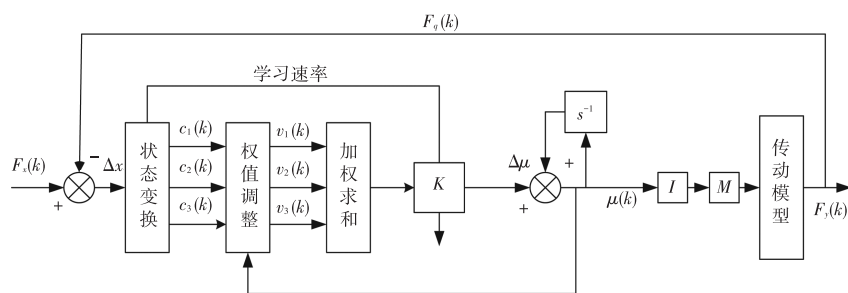 F_q(k)
学习速率
F_x(k)
+
−
Δx
状态变换
c_1(k)
c_2(k)
c_3(k)
权值调整
v_1(k)
v_2(k)
v_3(k)
加权求和
K
Δμ
+
+
s^{-1}
μ(k)
I
M
传动模型
F_y(k)